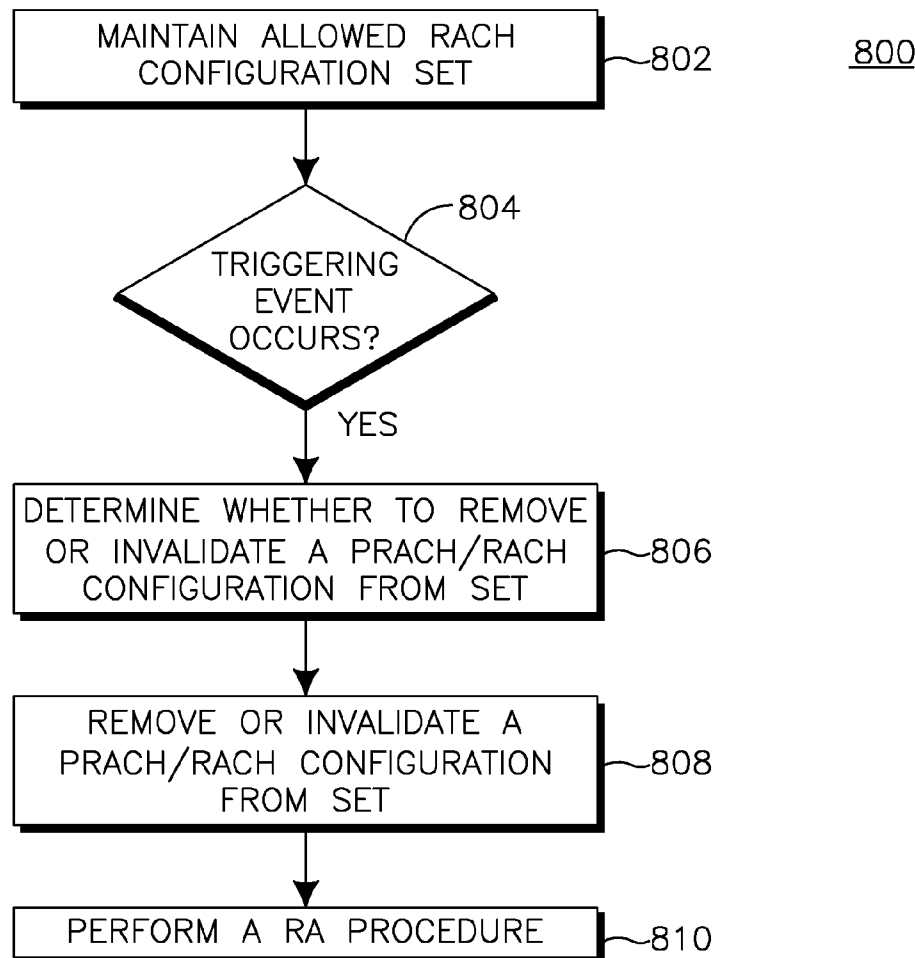 MAINTAIN ALLOWED RACH
CONFIGURATION SET
802
800
804
TRIGGERING
EVENT
OCCURS?
YES
DETERMINE WHETHER TO REMOVE
OR INVALIDATE A PRACH/RACH
CONFIGURATION FROM SET
806
REMOVE OR INVALIDATE A
PRACH/RACH CONFIGURATION
FROM SET
808
PERFORM A RA PROCEDURE
810